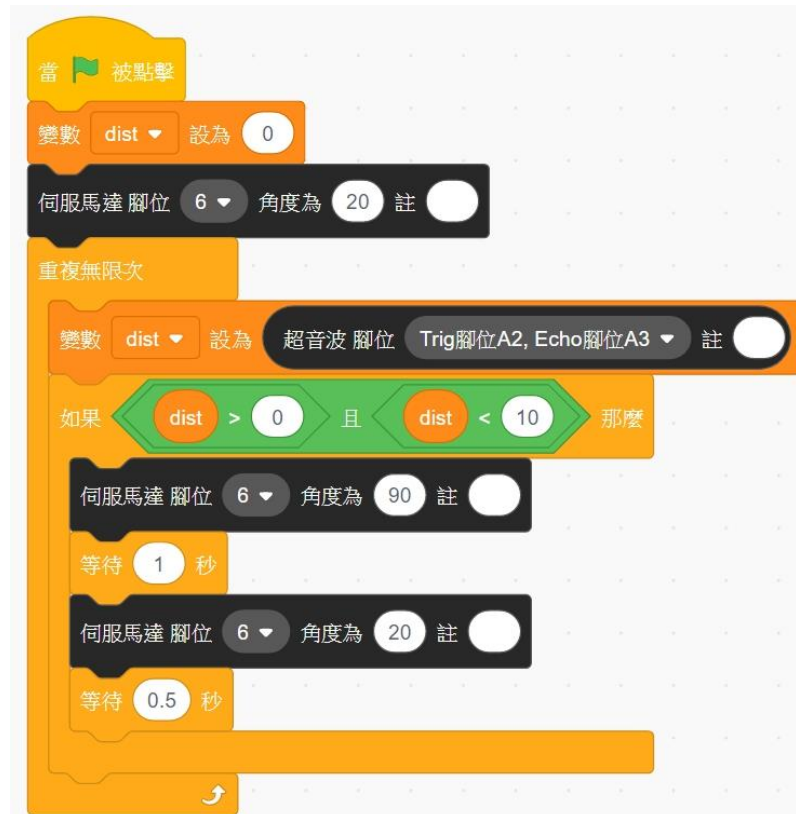 當 被點擊
變數 dist 設為 0
伺服馬達 腳位 6 角度為 20 註
重複無限次
變數 dist 設為 超音波 腳位 Trig腳位A2, Echo腳位A3 註
如果 dist > 0 且 dist < 10 那麼
伺服馬達 腳位 6 角度為 90 註
等待 1 秒
伺服馬達 腳位 6 角度為 20 註
等待 0.5 秒